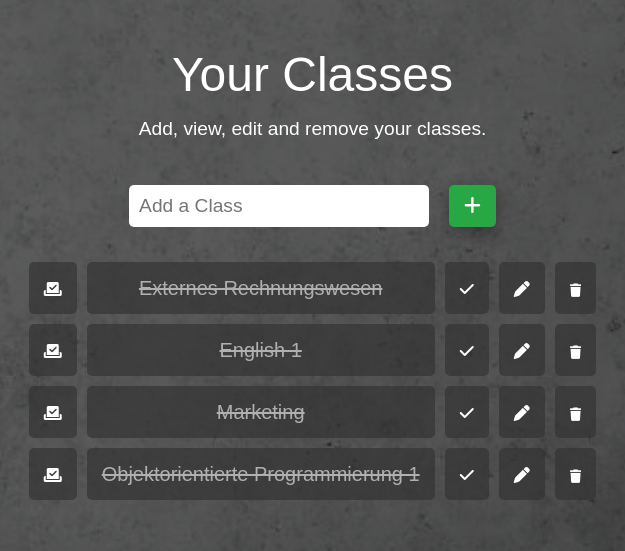 Your Classes
Add, view, edit and remove your classes.
Add a Class
Externes Rechnungswesen
English 1
Marketing
Objektorientierte Programmierung 1